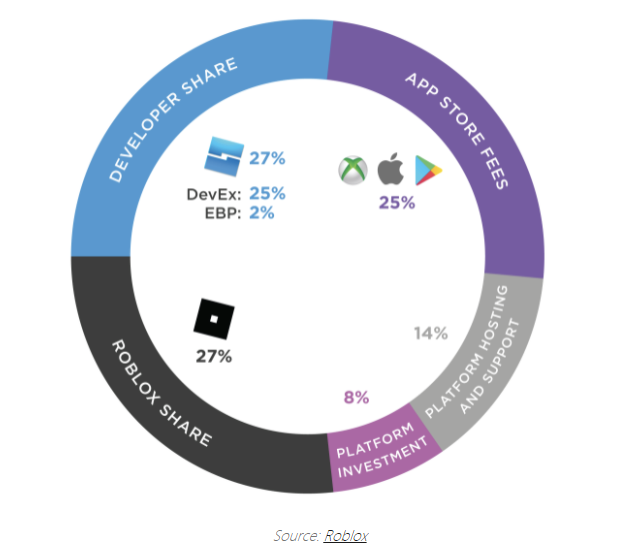 DEVELOPER SHARE
APP STORE FEES
27%
DevEx: 25%
EBP: 2%
25%
27%
14%
8%
ROBLOX SHARE
PLATFORM
INVESTMENT
PLATFORM HOSTING
AND SUPPORT
Source: Roblox